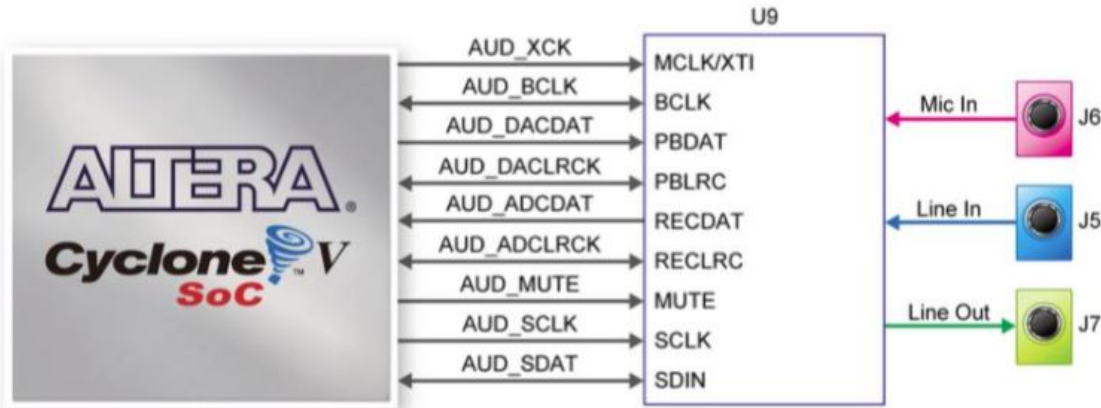 U9
AUD_XCK MCLK/XTI
AUD_BCLK BCLK
AUD_DACDAT PBDAT
AUD_DACLRCK PBLRC
AUD_ADCDAT RECDAT
AUD_ADCLRCK RECLRC
AUD_MUTE MUTE
AUD_SCLK SCLK
AUD_SDAT SDIN
ALTERA®
Cyclone™ V
SoC
Mic In J6
Line In J5
Line Out J7